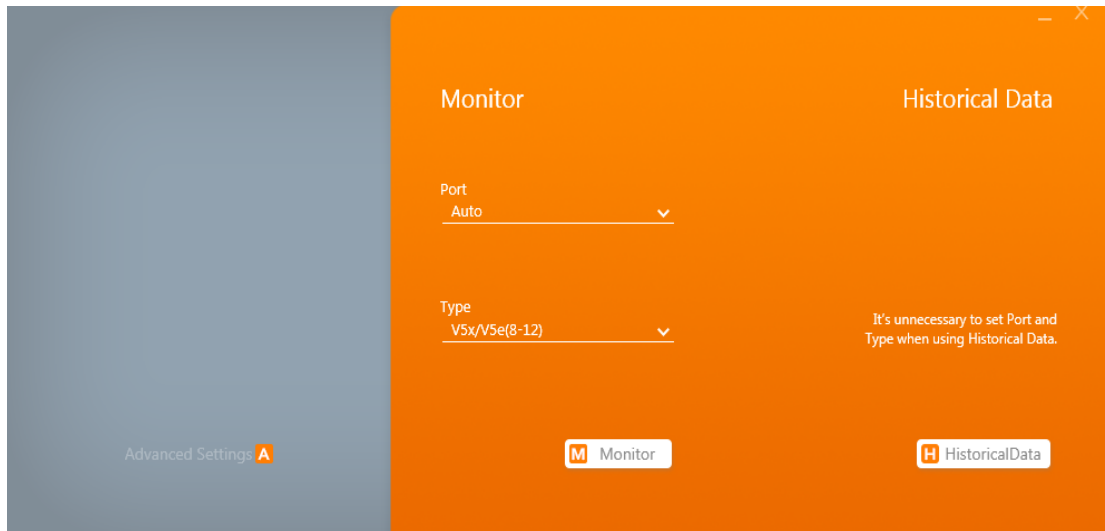 Monitor
Historical Data
Port
Auto
Type
V5x/V5e(8-12)
It's unnecessary to set Port and
Type when using Historical Data.
Advanced Settings A
M Monitor
H HistoricalData